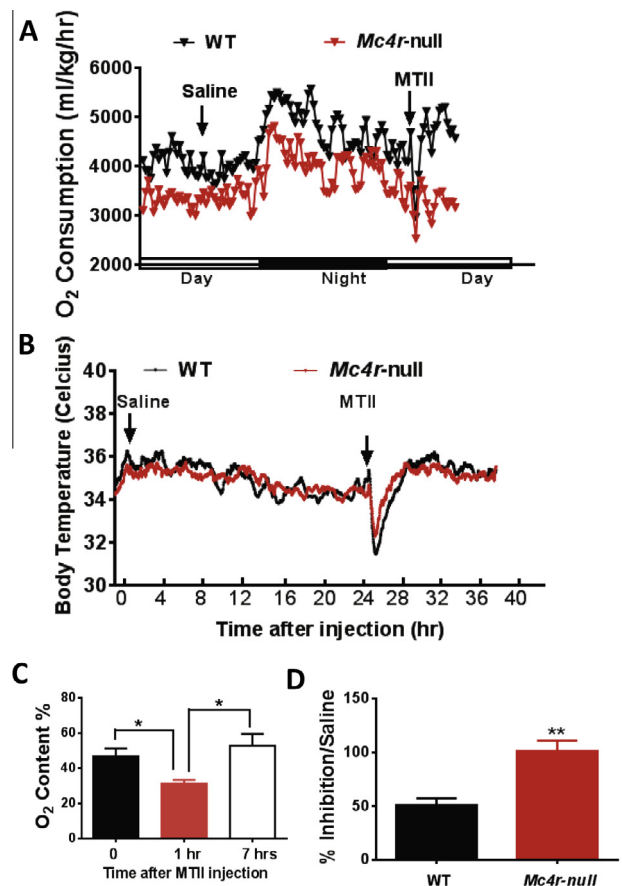 A
WT
Mc4r-null
O2 Consumption (ml/kg/hr)
6000
5000
4000
3000
2000
Saline
MTII
Day
Night
Day
B
WT
Mc4r-null
Body Temperature (Celcius)
40
38
36
34
32
30
Saline
MTII
0 4 8 12 16 20 24 28 32 36 40
Time after injection (hr)
C
O2 Content %
80
60
40
20
0
*
*
0 1 hr 7 hrs
Time after MTII injection
D
% Inhibition/Saline
150
100
50
0
**
WT
Mc4r-null